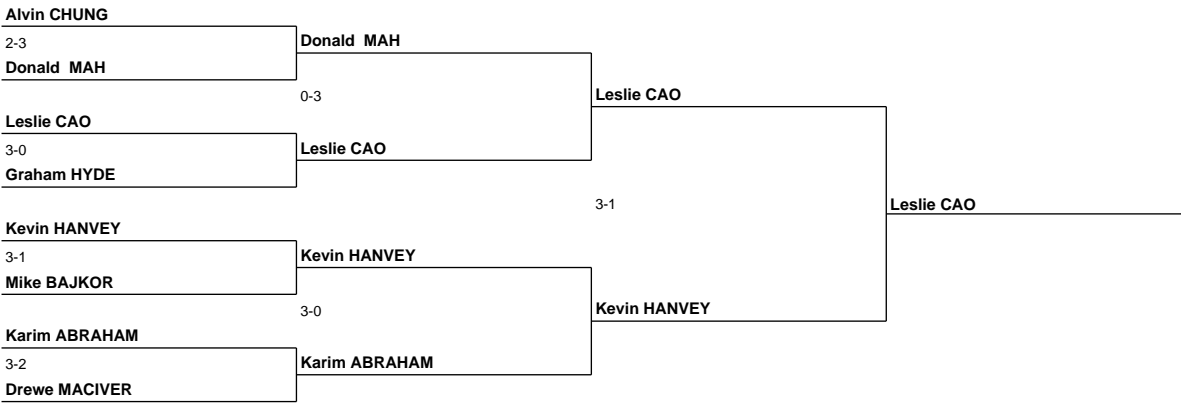 Alvin CHUNG
2-3
Donald  MAH
Donald  MAH
0-3
Leslie CAO
Leslie CAO
3-0
Leslie CAO
Graham HYDE
3-1
Leslie CAO
Kevin HANVEY
3-1
Kevin HANVEY
Mike BAJKOR
3-0
Kevin HANVEY
Karim ABRAHAM
3-2
Karim ABRAHAM
Drewe MACIVER